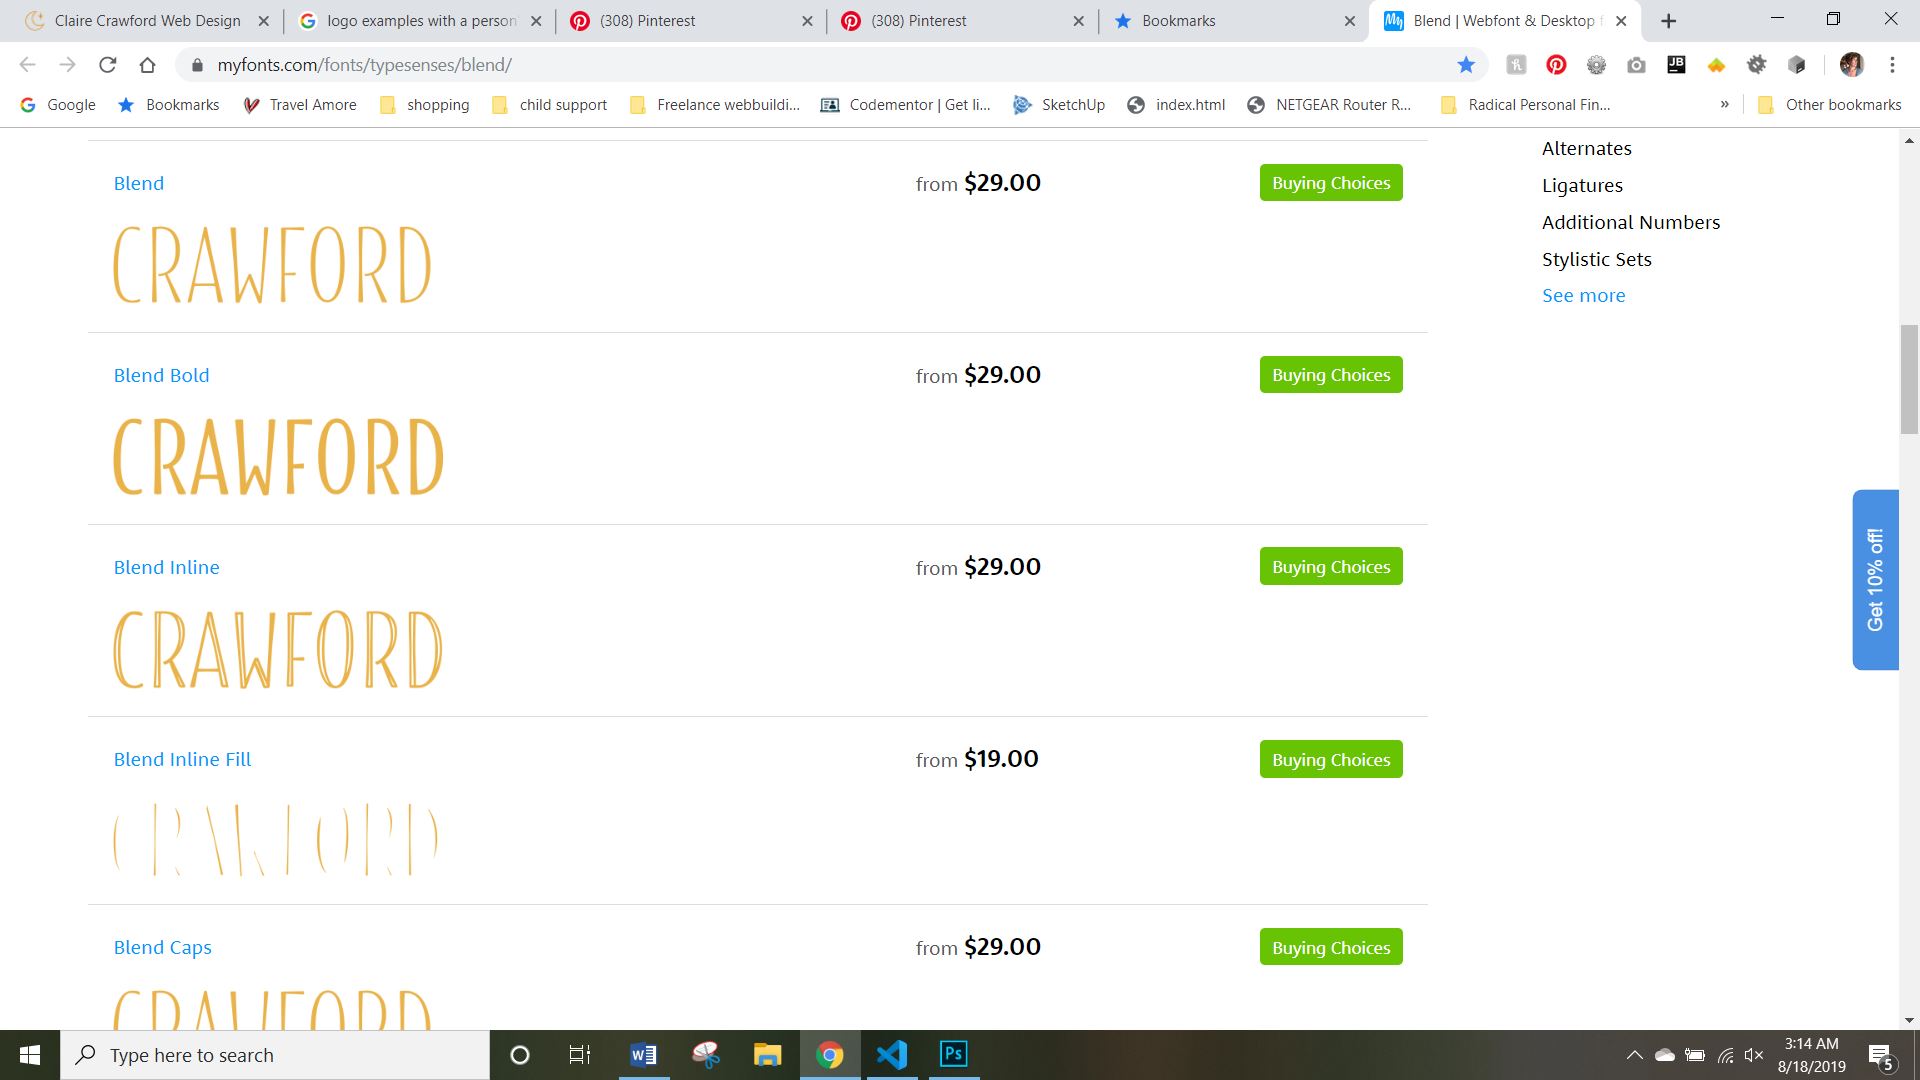 Claire Crawford Web Design
logo examples with a person
(308) Pinterest
(308) Pinterest
Bookmarks
Blend | Webfont & Desktop f
myfonts.com/fonts/typesenses/blend/
Google
Bookmarks
Travel Amore
shopping
child support
Freelance webbuildi...
Codementor | Get li...
SketchUp
index.html
NETGEAR Router R...
Radical Personal Fin...
»
Other bookmarks
Alternates
Ligatures
Additional Numbers
Stylistic Sets
See more
Blend from $29.00 Buying Choices
CRAWFORD
Blend Bold from $29.00 Buying Choices
CRAWFORD
Blend Inline from $29.00 Buying Choices
CRAWFORD
Blend Inline Fill from $19.00 Buying Choices
CRAWFORD
Blend Caps from $29.00 Buying Choices
CRAWFORD
Get 10% off!
Type here to search
Ps
3:14 AM
8/18/2019
5